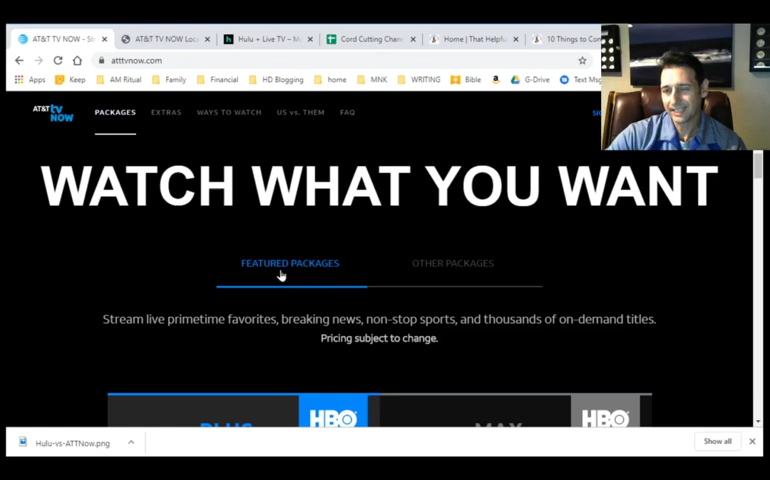 AT&T TV NOW - St
AT&T TV NOW Loc
Hulu + Live TV – M
Cord Cutting Chan
Home | That Helpfu
10 Things to Con
atttvnow.com
Apps
Keep
AM Ritual
Family
Financial
HD Blogging
home
MNK
WRITING
Bible
G-Drive
Text Msg
AT&T tv NOW
PACKAGES
EXTRAS
WAYS TO WATCH
US vs. THEM
FAQ
WATCH WHAT YOU WANT
FEATURED PACKAGES
OTHER PACKAGES
Stream live primetime favorites, breaking news, non-stop sports, and thousands of on-demand titles.
Pricing subject to change.
PLUS
HBO
MAX
HBO
Hulu-vs-ATTNow.png
Show all